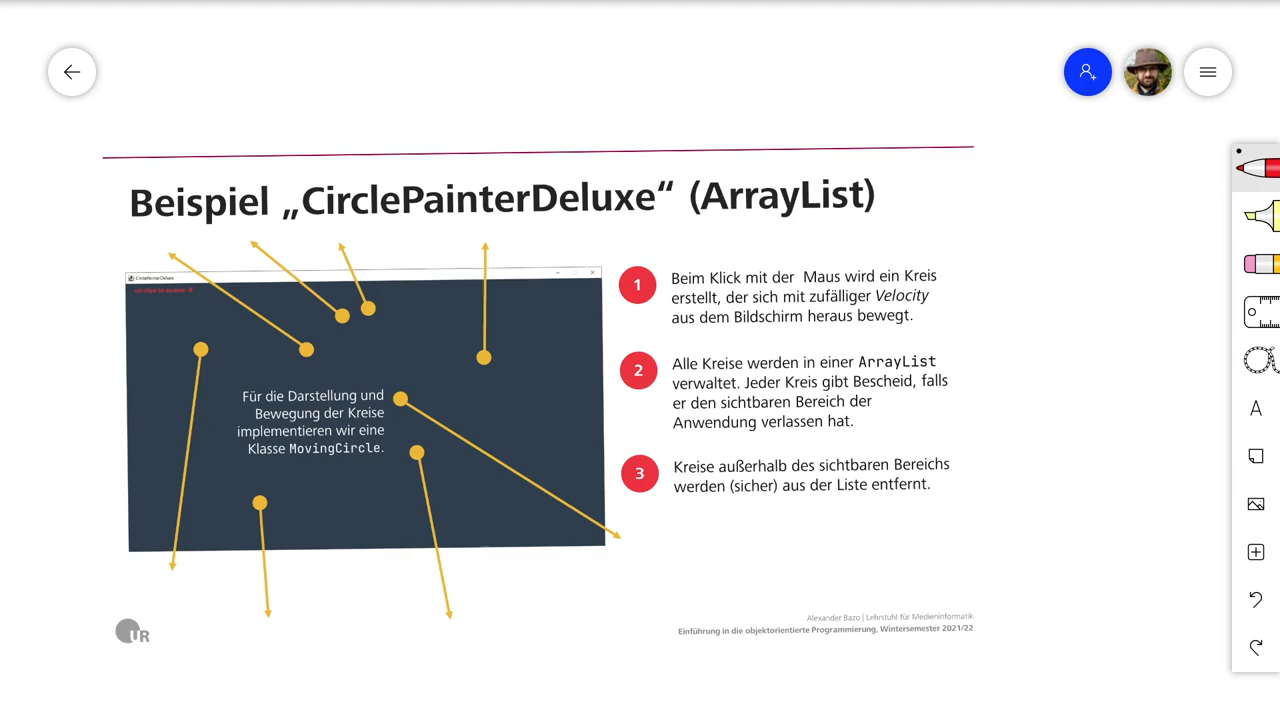 Beispiel „CirclePainterDeluxe“ (ArrayList)
CirclePainterDeluxe
Für die Darstellung und
Bewegung der Kreise
implementieren wir eine
Klasse MovingCircle.
1
Beim Klick mit der Maus wird ein Kreis
erstellt, der sich mit zufälliger Velocity
aus dem Bildschirm heraus bewegt.
2
Alle Kreise werden in einer ArrayList
verwaltet. Jeder Kreis gibt Bescheid, falls
er den sichtbaren Bereich der
Anwendung verlassen hat.
3
Kreise außerhalb des sichtbaren Bereichs
werden (sicher) aus der Liste entfernt.
UR
Alexander Bazo | Lehrstuhl für Medieninformatik
Einführung in die objektorientierte Programmierung, Wintersemester 2021/22